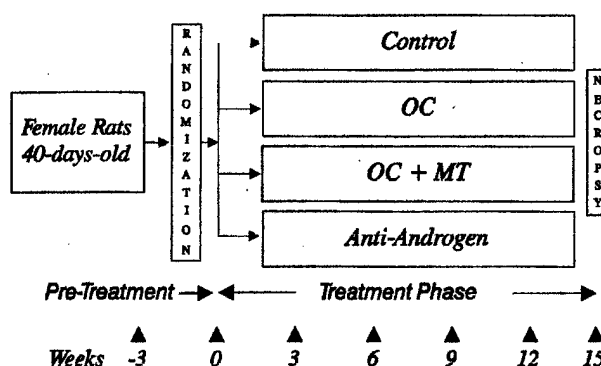 Female Rats
40-days-old
RANDOMIZATION
Control
OC
OC + MT
Anti-Androgen
NECROPSY
Pre-Treatment
Treatment Phase
Weeks -3 0 3 6 9 12 15